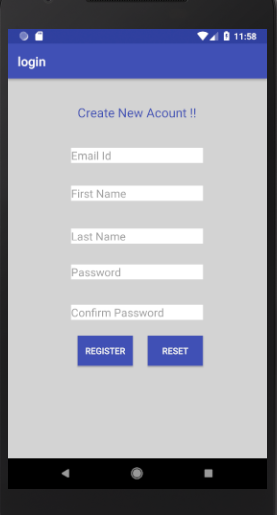 11:58
login
Create New Acount !!
Email Id
First Name
Last Name
Password
Confirm Password
REGISTER RESET